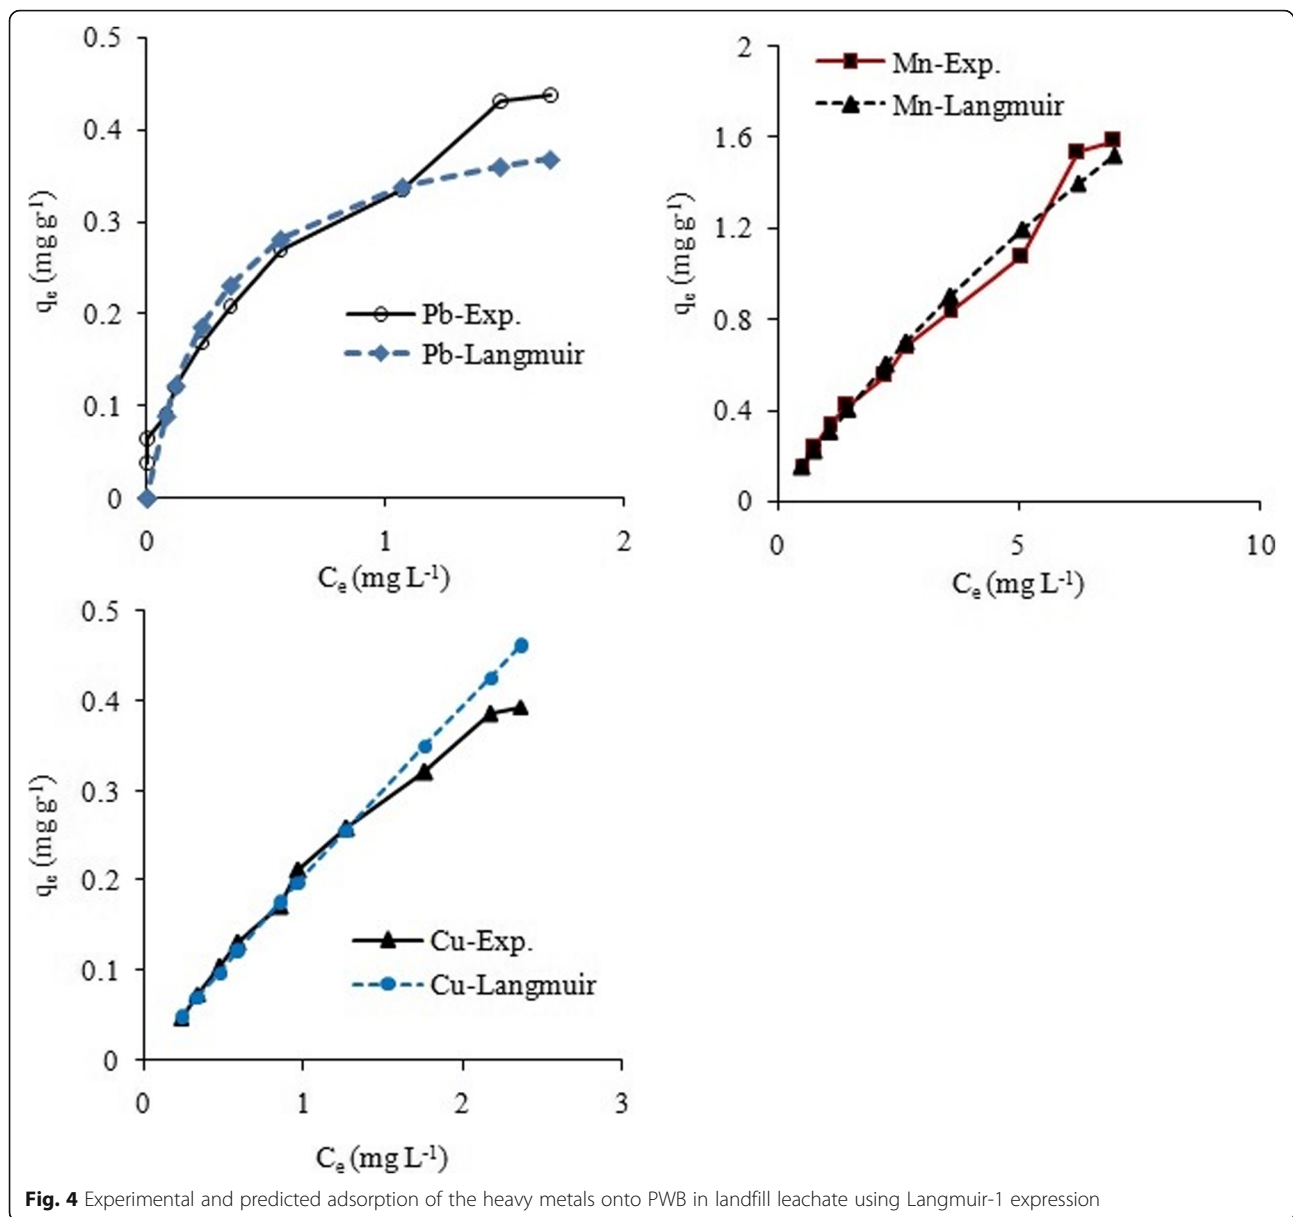 0.5
0.4
0.3
0.2
0.1
0
qe (mg g-1)
Pb-Exp.
Pb-Langmuir
0 1 2
Ce (mg L-1)
2
1.6
1.2
0.8
0.4
0
qe (mg g-1)
Mn-Exp.
Mn-Langmuir
0 5 10
Ce (mg L-1)
0.5
0.4
0.3
0.2
0.1
0
qe (mg g-1)
Cu-Exp.
Cu-Langmuir
0 1 2 3
Ce (mg L-1)
Fig. 4 Experimental and predicted adsorption of the heavy metals onto PWB in landfill leachate using Langmuir-1 expression